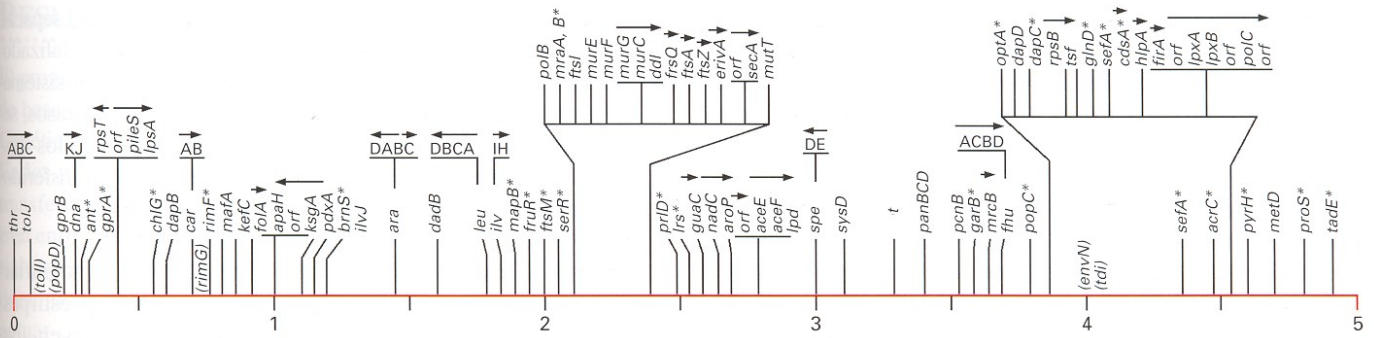 polB
mraA, B*
ftsI
murE
murF
murG
murC
ddl
frsQ
ftsA
ftsZ
erivA
orf
secA
mutT
optA*
dapD
dapC*
rpsB
tsf
glnD*
sefA*
cdsA*
hlpA
firA
orf
lpxA
lpxB
orf
polC
orf
ABC
KJ
rpsT
orf
pileS
lpsA
AB
DABC
DBCA
IH
DE
ACBD
thr
tolJ
(tolI)
(popD)
gprB
dna
ant*
gprA*
chlG*
dapB
car
(rimG)
rimF*
mafA
kefC
folA
apaH
orf
ksgA
pdxA
brnS*
ilvJ
ara
dadB
leu
ilv
mapB*
fruR*
ftsM*
serR*
prlD*
lrs*
guaC
nadC
aroP
orf
aceE
aceF
lpd
spe
sysD
t
panBCD
pcnB
garB*
mrcB
fhu
popC*
(envN)
(tdi)
sefA*
acrC*
pyrH*
metD
proS*
tadE*
0 1 2 3 4 5